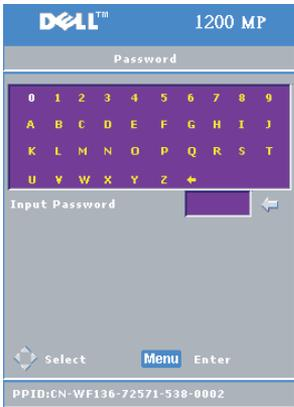 DELL™ 1200 MP
Password
0 1 2 3 4 5 6 7 8 9
A B C D E F G H I J
K L M N O P Q R S T
U V W X Y Z ←
Input Password
Select Menu Enter
PPID:CN-WF136-72571-538-0002